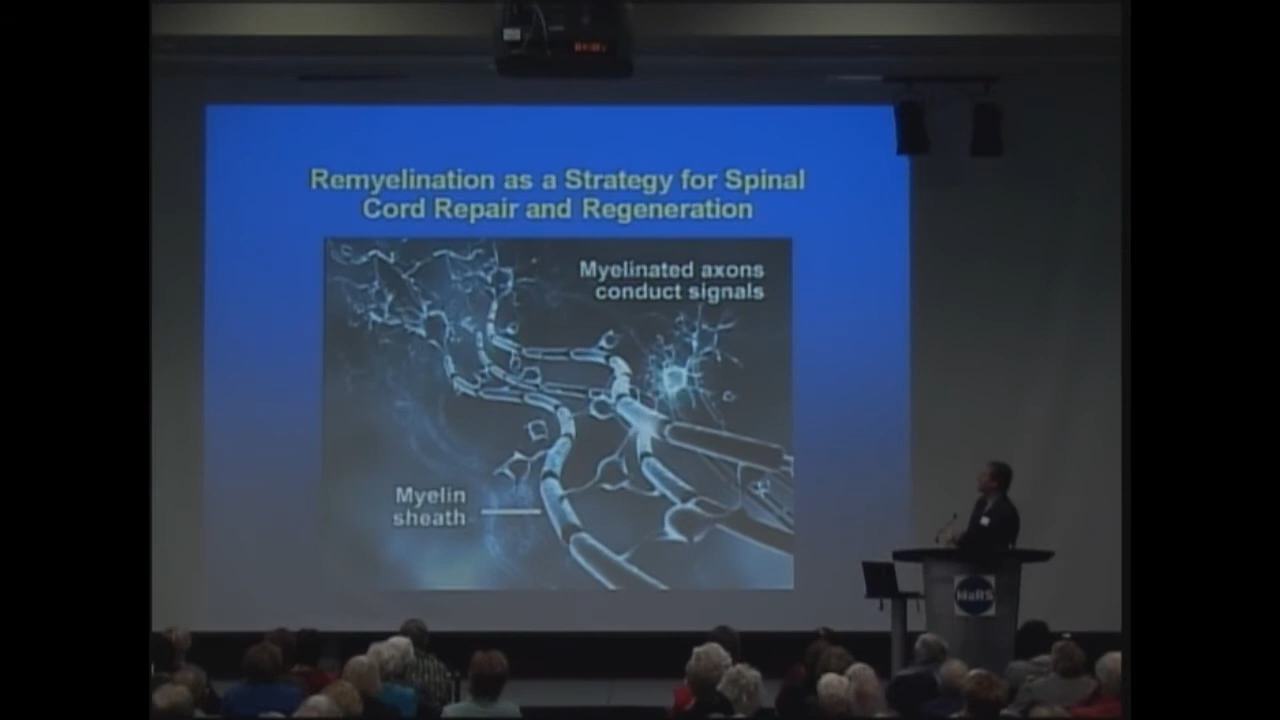 Remyelination as a Strategy for Spinal
Cord Repair and Regeneration
Myelinated axons
conduct signals
Myelin
sheath
MaRS